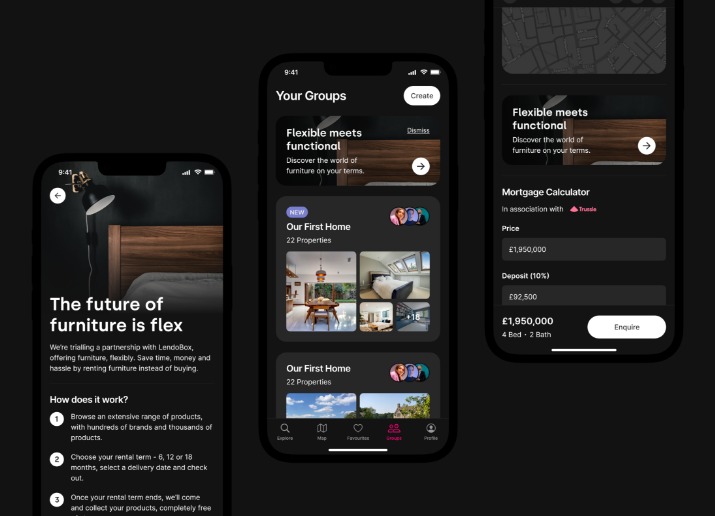 9:41
The future of
furniture is flex
We're trialling a partnership with LendoBox,
offering furniture, flexibly. Save time, money and
hassle by renting furniture instead of buying.
How does it work?
1
Browse an extensive range of products,
with hundreds of brands and thousands of
products.
2
Choose your rental term - 6, 12 or 18
months, select a delivery date and check
out.
3
Once your rental term ends, we'll come
and collect your products, completely free
9:41
Your Groups
Create
Flexible meets
functional
Dismiss
Discover the world of
furniture on your terms.
NEW
Our First Home
22 Properties
+18
Our First Home
22 Properties
Explore
Map
Favourites
Groups
Profile
Flexible meets
functional
Discover the world of
furniture on your terms.
Mortgage Calculator
In association with Trussle
Price
£1,950,000
Deposit (10%)
£92,500
£1,950,000
4 Bed · 2 Bath
Enquire